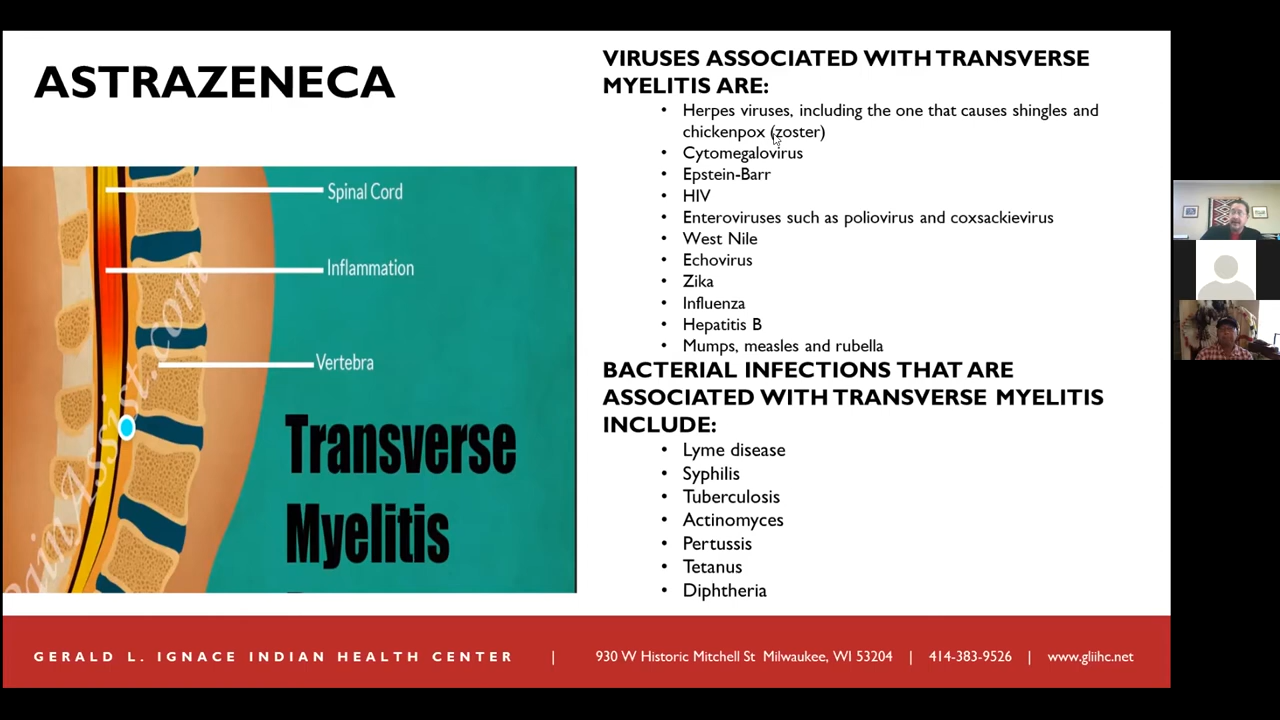 ASTRAZENECA
Spinal Cord
Inflammation
Vertebra
Transverse
Myelitis
PainAssist.com
VIRUSES ASSOCIATED WITH TRANSVERSE
MYELITIS ARE:
• Herpes viruses, including the one that causes shingles and
chickenpox (zoster)
• Cytomegalovirus
• Epstein-Barr
• HIV
• Enteroviruses such as poliovirus and coxsackievirus
• West Nile
• Echovirus
• Zika
• Influenza
• Hepatitis B
• Mumps, measles and rubella
BACTERIAL INFECTIONS THAT ARE
ASSOCIATED WITH TRANSVERSE MYELITIS
INCLUDE:
• Lyme disease
• Syphilis
• Tuberculosis
• Actinomyces
• Pertussis
• Tetanus
• Diphtheria
GERALD L. IGNACE INDIAN HEALTH CENTER | 930 W Historic Mitchell St Milwaukee, WI 53204 | 414-383-9526 | www.gliihc.net